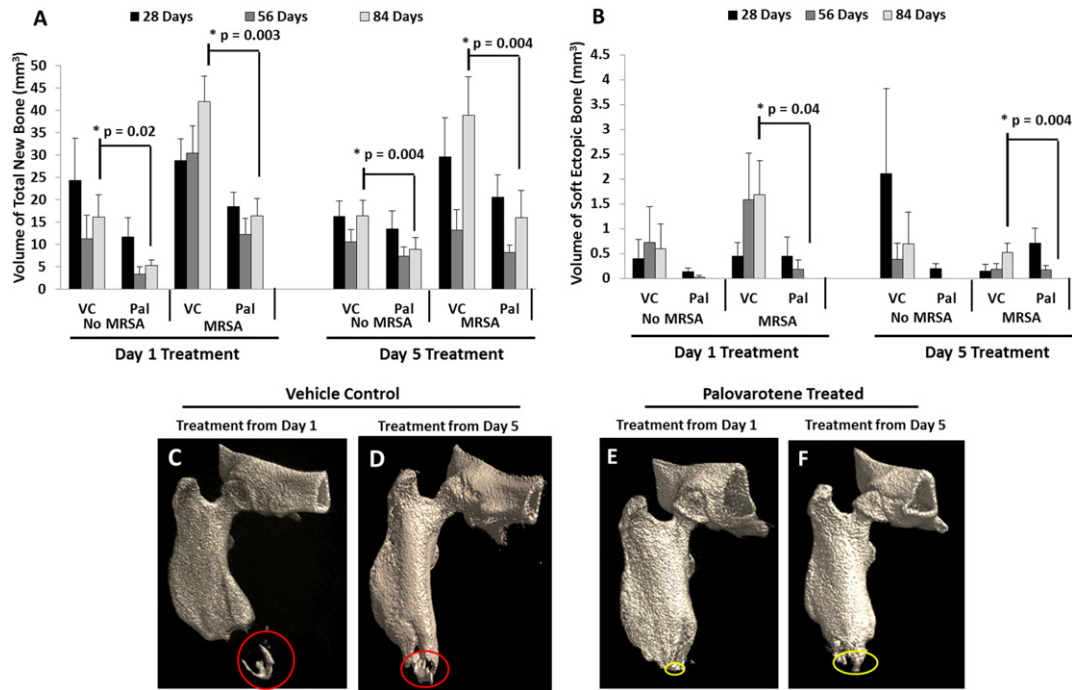 A
28 Days 56 Days 84 Days
Volume of Total New Bone (mm³)
50
45
40
35
30
25
20
15
10
5
0
* p = 0.02
* p = 0.003
* p = 0.004
* p = 0.004
VC Pal VC Pal VC Pal VC Pal
No MRSA MRSA No MRSA MRSA
Day 1 Treatment Day 5 Treatment
B
28 Days 56 Days 84 Days
Volume of Soft Ectopic Bone (mm³)
4.5
4
3.5
3
2.5
2
1.5
1
0.5
0
* p = 0.04
* p = 0.004
VC Pal VC Pal VC Pal VC Pal
No MRSA MRSA No MRSA MRSA
Day 1 Treatment Day 5 Treatment
Vehicle Control
Treatment from Day 1 Treatment from Day 5
C D
Palovarotene Treated
Treatment from Day 1 Treatment from Day 5
E F